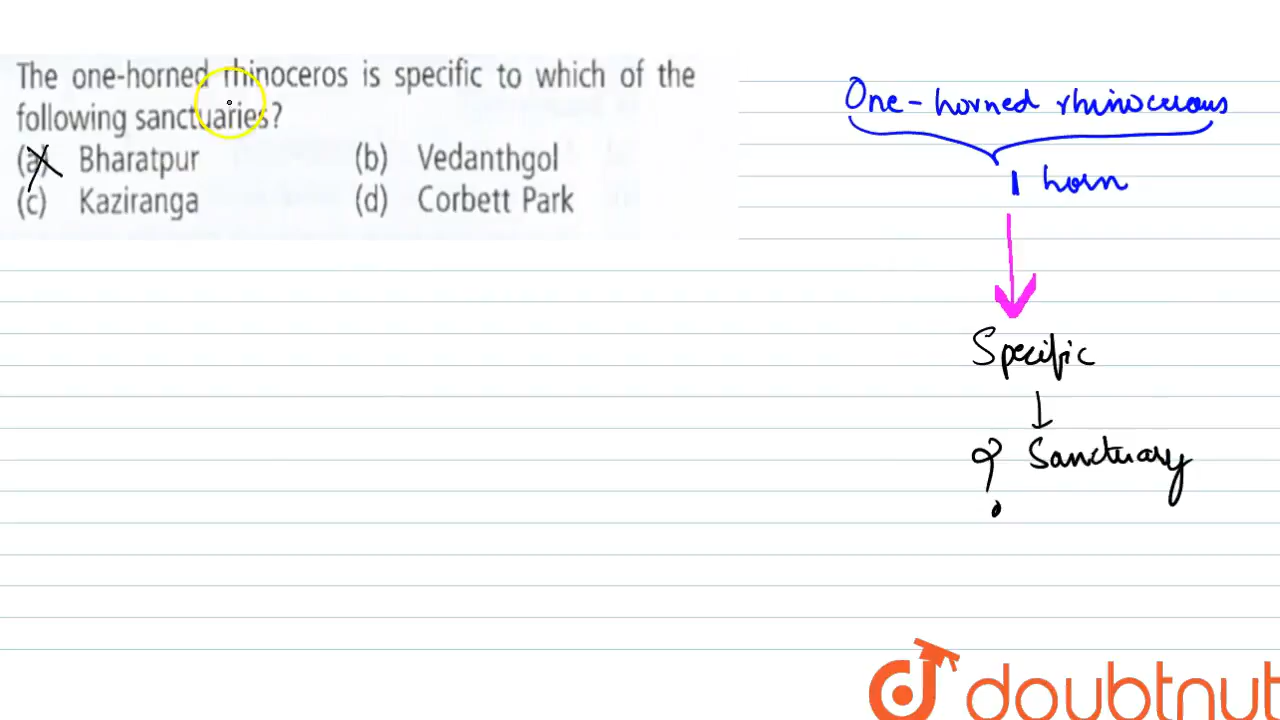 The one-horned rhinoceros is specific to which of the
following sanctuaries?
(a) Bharatpur (b) Vedanthgol
(c) Kaziranga (d) Corbett Park
One-horned rhinocerous
1 horn
Specific
? Sanctuary
doubtnut